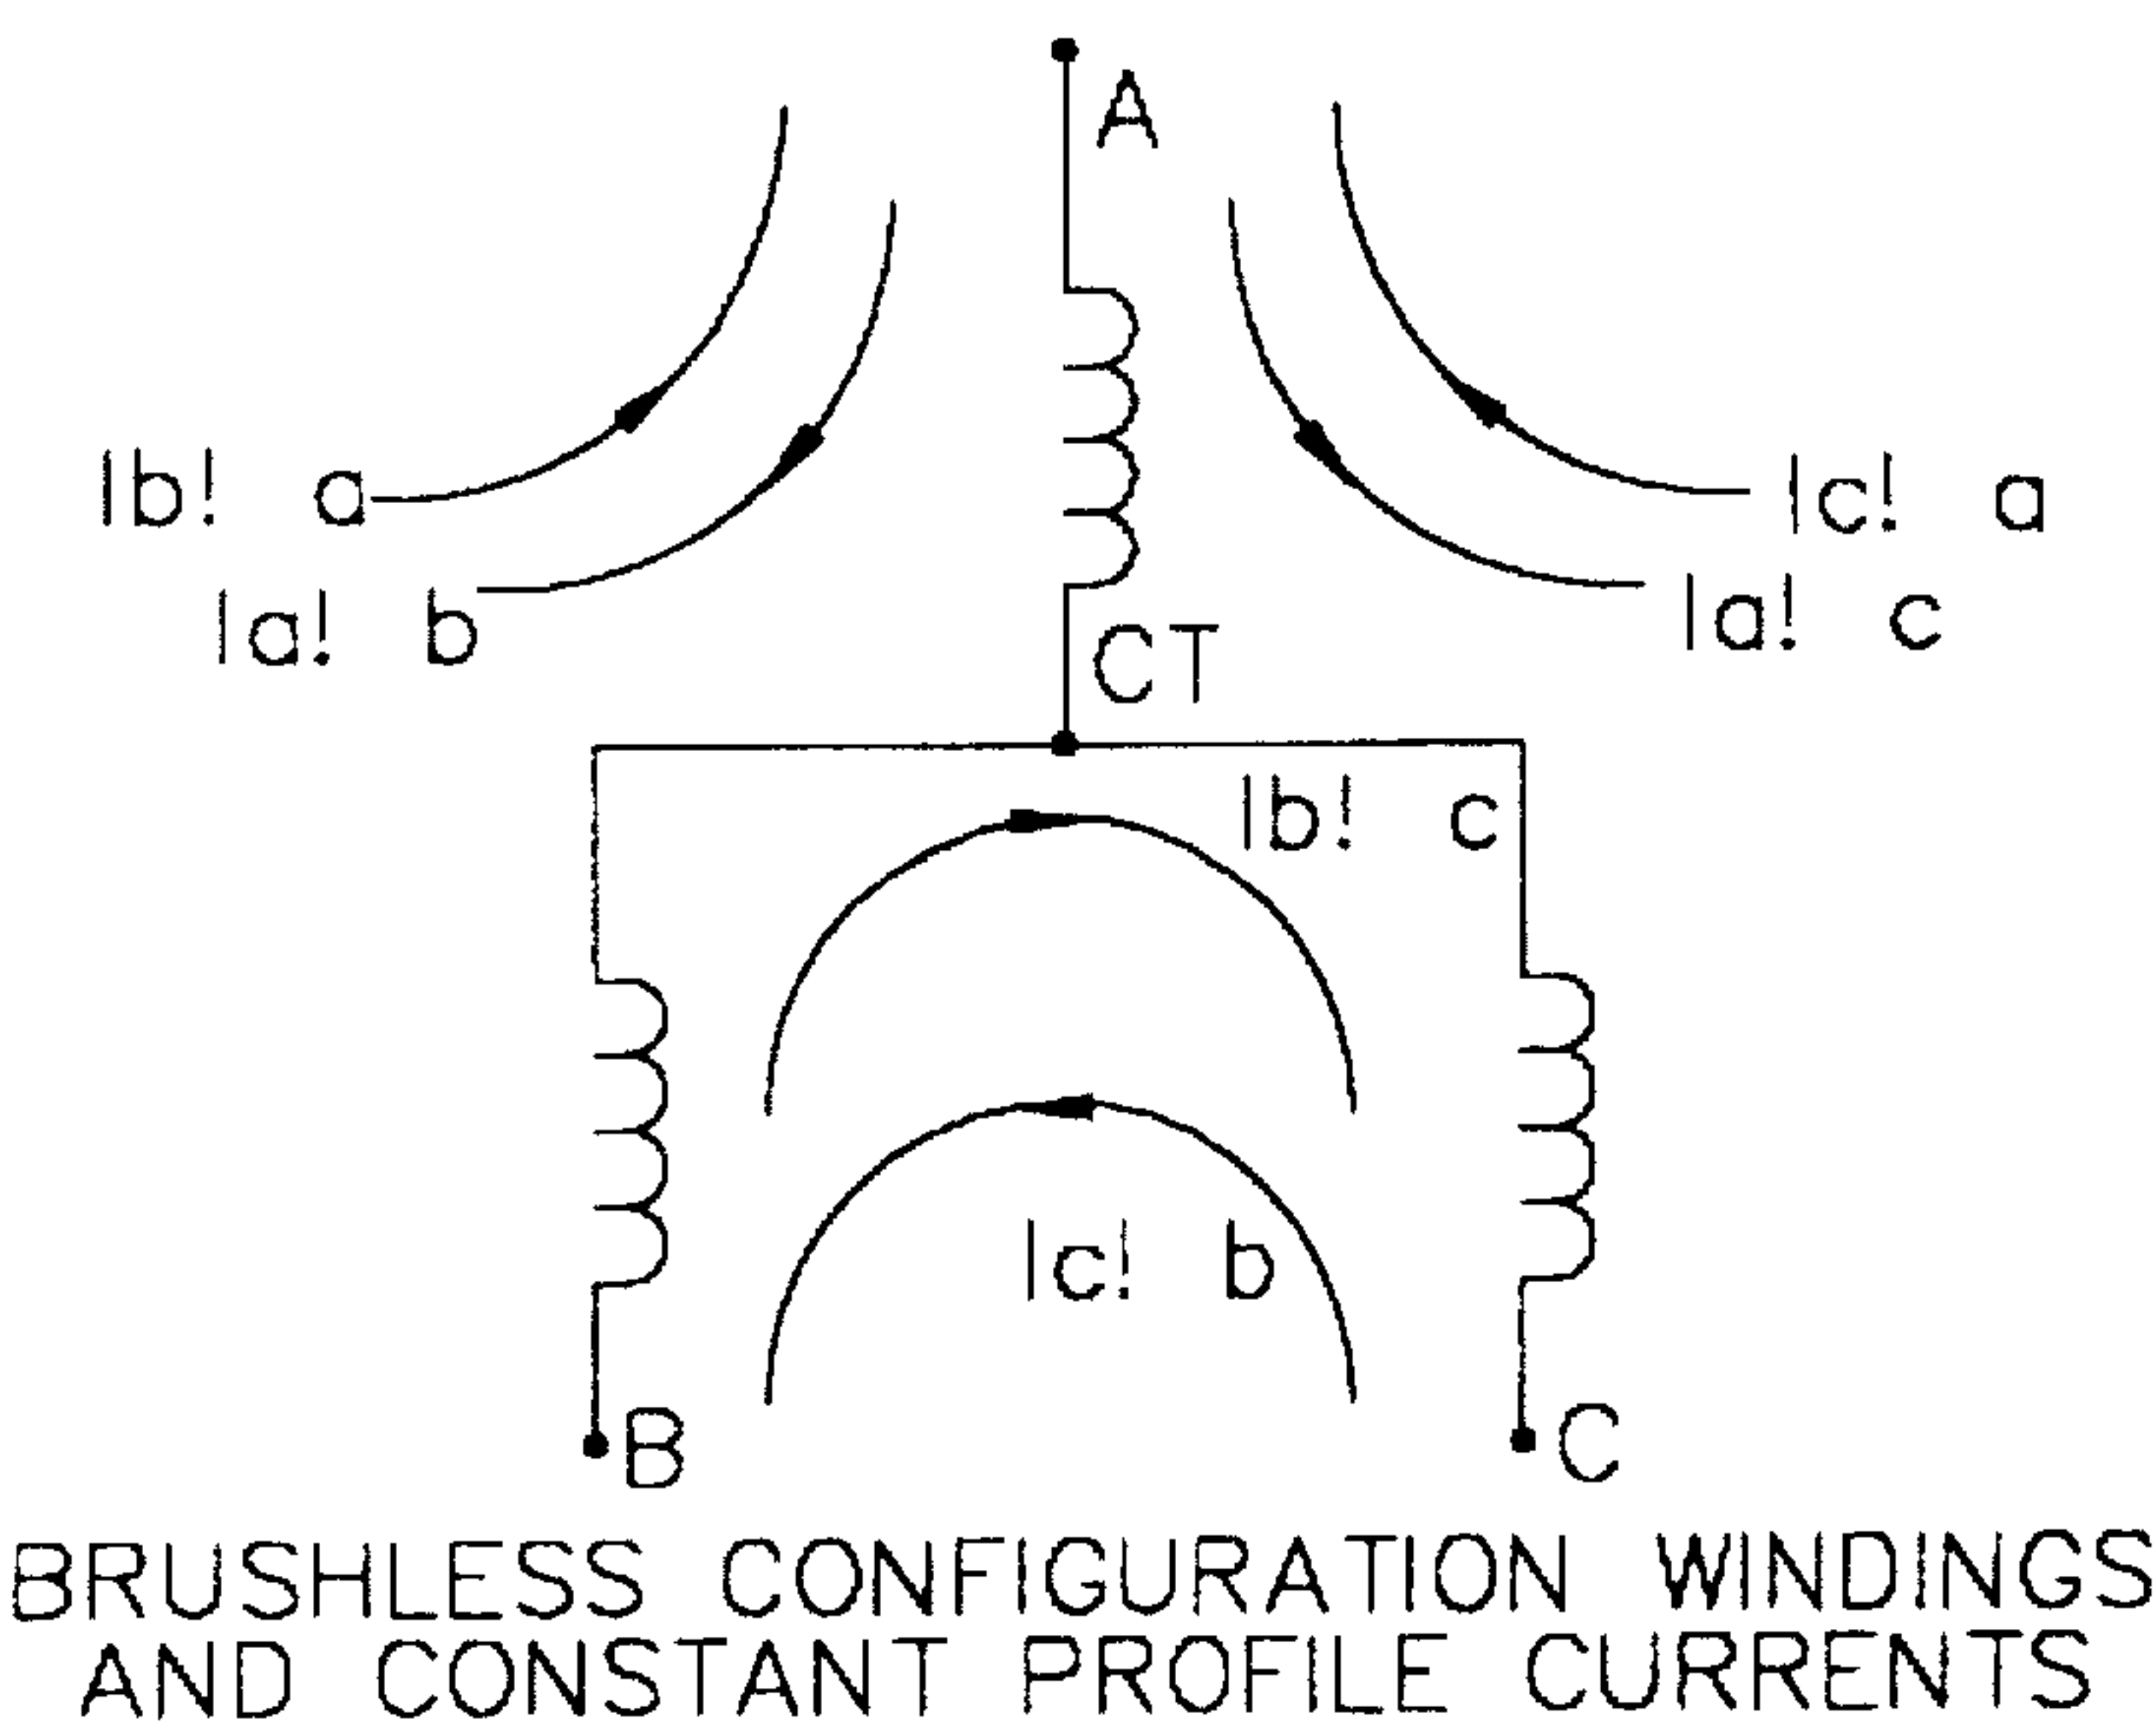 A
Ib! a
Ic! a
Ia! b
Ia! c
CT
Ib! c
Ic! b
B
C
BRUSHLESS CONFIGURATION WINDINGS
AND CONSTANT PROFILE CURRENTS